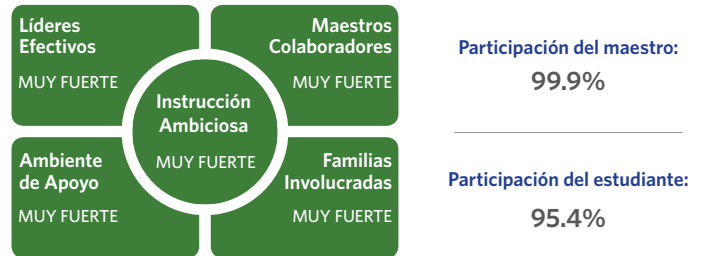 Líderes
Efectivos
MUY FUERTE
Maestros
Colaboradores
MUY FUERTE
Instrucción
Ambiciosa
MUY FUERTE
Ambiente
de Apoyo
MUY FUERTE
Familias
Involucradas
MUY FUERTE
Participación del maestro:
99.9%
Participación del estudiante:
95.4%